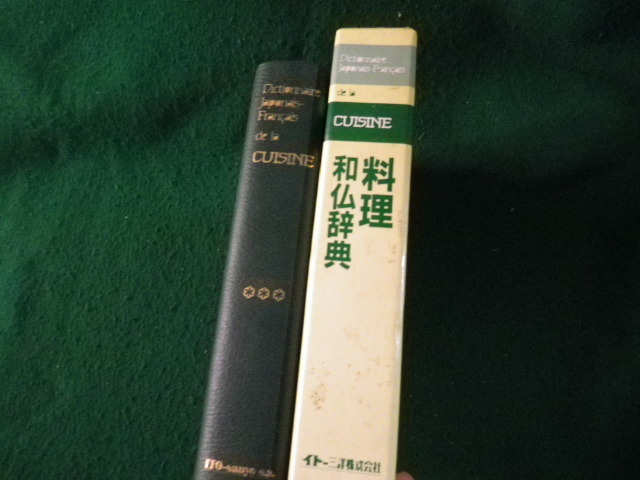 Dictionnaire
Japonais-
Français
de la
CUISINE
***
ITO-sanyo s.a.
Dictionnaire
Japonais-Français
de la
CUISINE
料理
和仏辞典
イトー三洋株式会社